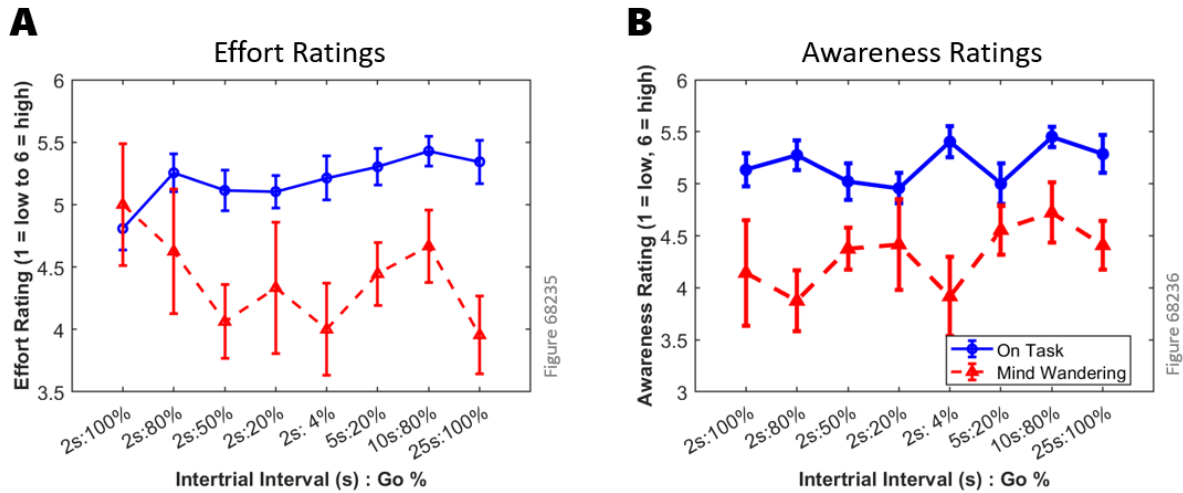 A
Effort Ratings
Effort Rating (1 = low to 6 = high)
6
5.5
5
4.5
4
3.5
2s:100%
2s:80%
2s:50%
2s:20%
2s: 4%
5s:20%
10s:80%
25s:100%
Intertrial Interval (s) : Go %
Figure 68235
B
Awareness Ratings
Awareness Rating (1 = low, 6 = high)
6
5.5
5
4.5
4
3.5
3
2s:100%
2s:80%
2s:50%
2s:20%
2s: 4%
5s:20%
10s:80%
25s:100%
Intertrial Interval (s) : Go %
On Task
Mind Wandering
Figure 68236